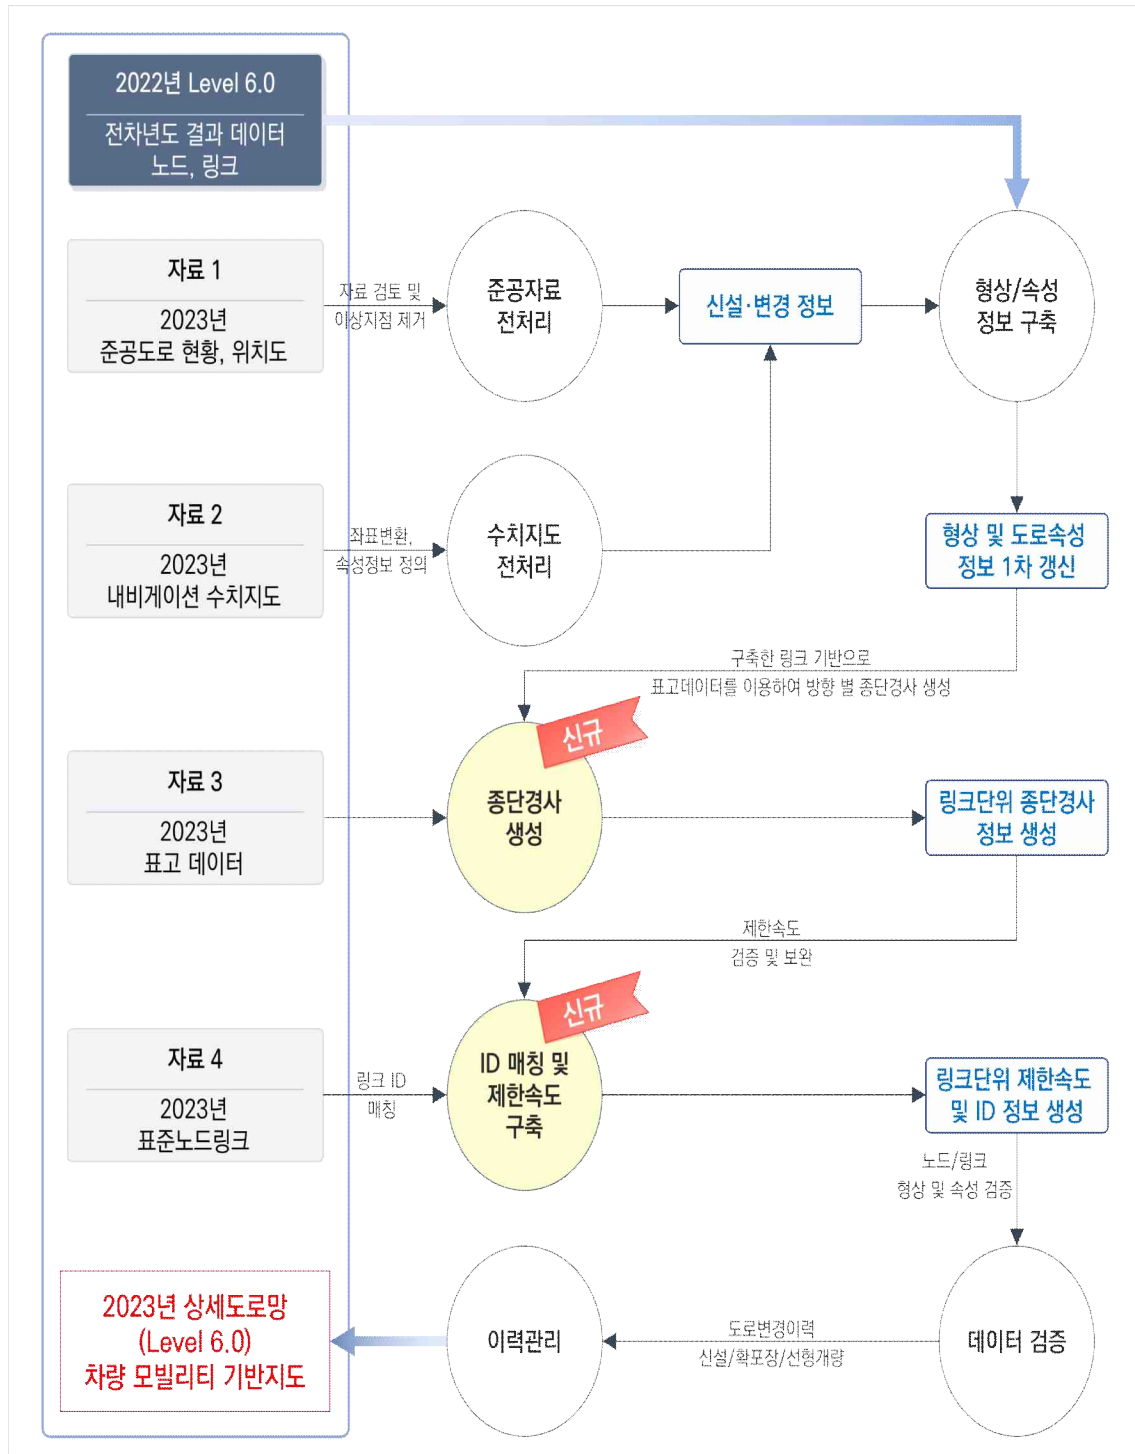 2022년 Level 6.0
전차년도 결과 데이터
노드, 링크
자료 1
2023년
준공도로 현황, 위치도
자료 검토 및
이상지점 제거
준공자료
전처리
신설·변경 정보
형상/속성
정보 구축
자료 2
2023년
내비게이션 수치지도
좌표변환,
속성정보 정의
수치지도
전처리
형상 및 도로속성
정보 1차 갱신
구축한 링크 기반으로
표고데이터를 이용하여 방향 별 종단경사 생성
신규
자료 3
2023년
표고 데이터
종단경사
생성
링크단위 종단경사
정보 생성
제한속도
검증 및 보완
신규
자료 4
2023년
표준노드링크
링크 ID
매칭
ID 매칭 및
제한속도
구축
링크단위 제한속도
및 ID 정보 생성
노드/링크
형상 및 속성 검증
2023년 상세도로망
(Level 6.0)
차량 모빌리티 기반지도
이력관리
도로변경이력
신설/확포장/선형개량
데이터 검증